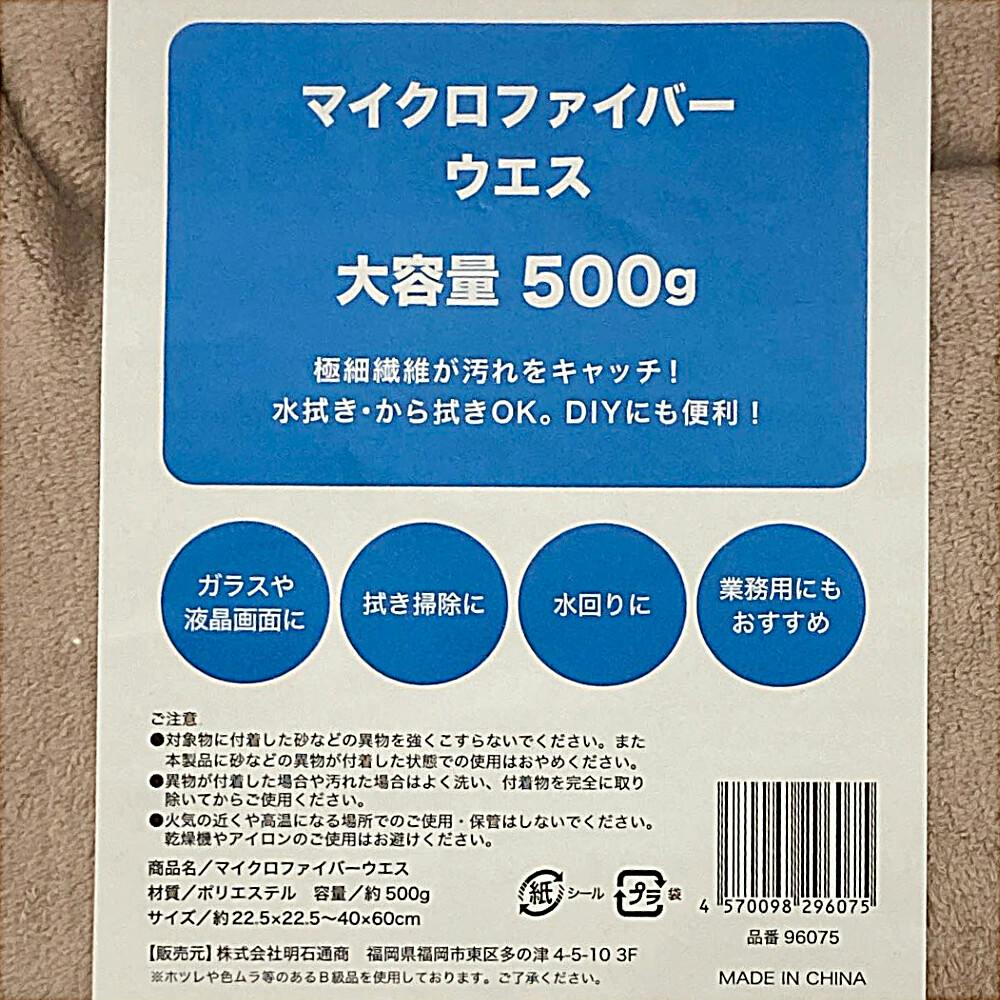 マイクロファイバー
ウエス
大容量 500g
極細繊維が汚れをキャッチ！
水拭き・から拭きOK。DIYにも便利！
ガラスや
液晶画面に
拭き掃除に
水回りに
業務用にも
おすすめ
ご注意
●対象物に付着した砂などの異物を強くこすらないでください。また
本製品に砂などの異物が付着した状態での使用はおやめください。
●異物が付着した場合や汚れた場合はよく洗い、付着物を完全に取り
除いてからご使用ください。
●火気の近くや高温になる場所でのご使用・保管はしないでください。
乾燥機やアイロンのご使用はお避けください。
商品名／マイクロファイバーウエス
材質／ポリエステル 容量／約500g
サイズ／約22.5×22.5～40×60cm
紙 シール プラ 袋
4 570098 296075
品番 96075
【販売元】株式会社明石通商 福岡県福岡市東区多の津 4-5-10 3F
※ホツレや色ムラ等のあるB級品を使用しております。ご了承ください。
MADE IN CHINA